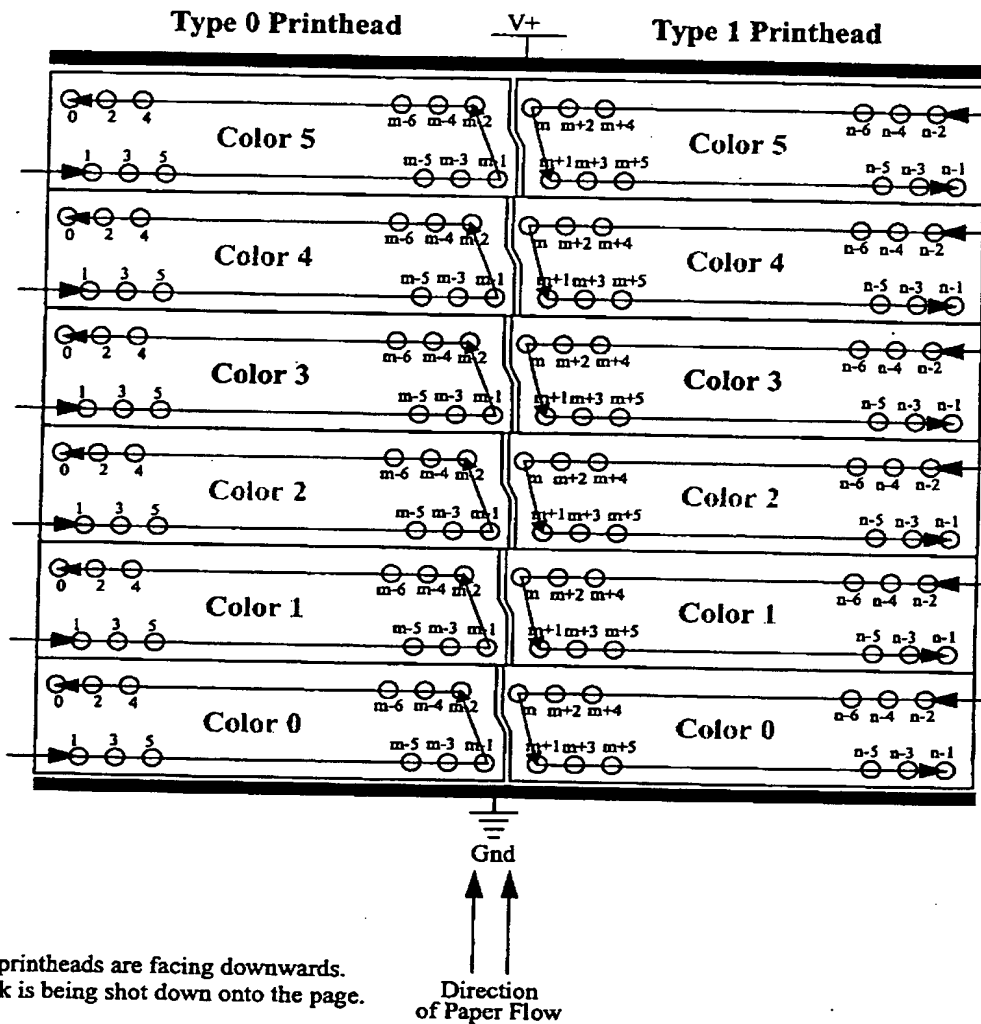 Type 0 Printhead V+ Type 1 Printhead
0 2 4 m-6 m-4 m-2 m m+2 m+4 n-6 n-4 n-2
Color 5 Color 5
1 3 5 m-5 m-3 m-1 m+1 m+3 m+5 n-5 n-3 n-1
0 2 4 m-6 m-4 m-2 m m+2 m+4 n-6 n-4 n-2
Color 4 Color 4
1 3 5 m-5 m-3 m-1 m+1 m+3 m+5 n-5 n-3 n-1
0 2 4 m-6 m-4 m-2 m m+2 m+4 n-6 n-4 n-2
Color 3 Color 3
1 3 5 m-5 m-3 m-1 m+1 m+3 m+5 n-5 n-3 n-1
0 2 4 m-6 m-4 m-2 m m+2 m+4 n-6 n-4 n-2
Color 2 Color 2
1 3 5 m-5 m-3 m-1 m+1 m+3 m+5 n-5 n-3 n-1
0 2 4 m-6 m-4 m-2 m m+2 m+4 n-6 n-4 n-2
Color 1 Color 1
1 3 5 m-5 m-3 m-1 m+1 m+3 m+5 n-5 n-3 n-1
0 2 4 m-6 m-4 m-2 m m+2 m+4 n-6 n-4 n-2
Color 0 Color 0
1 3 5 m-5 m-3 m-1 m+1 m+3 m+5 n-5 n-3 n-1
Gnd
printheads are facing downwards.
k is being shot down onto the page.
Direction
of Paper Flow